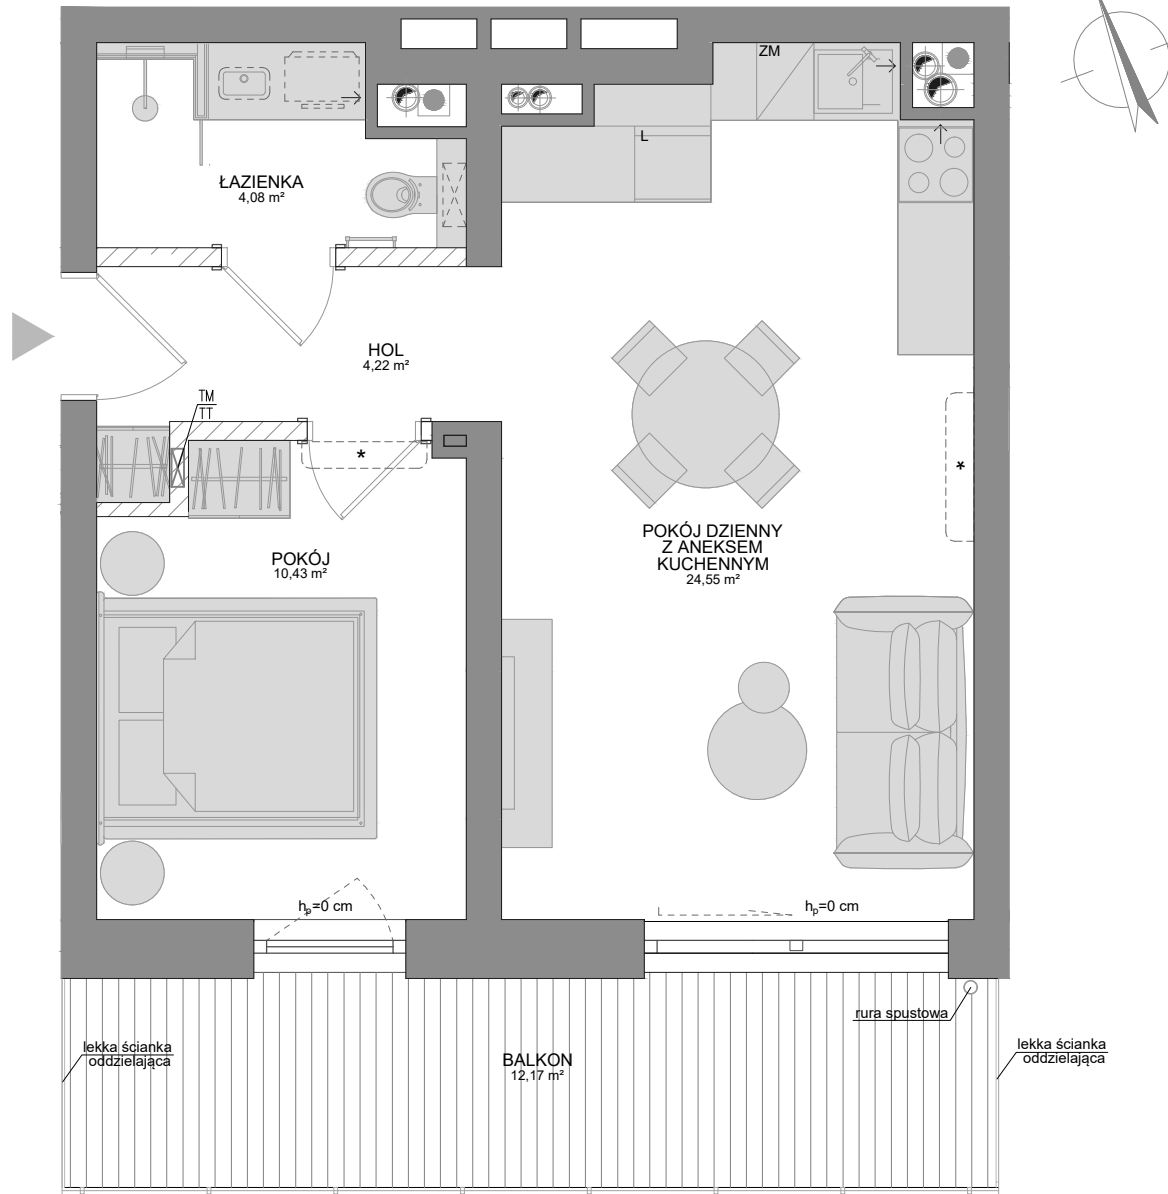 ZM
L
ŁAZIENKA
4,08 m²
HOL
4,22 m²
TM
TT
*
*
POKÓJ DZIENNY
Z ANEKSEM
KUCHENNYM
24,55 m²
POKÓJ
10,43 m²
hₚ=0 cm
hₚ=0 cm
rura spustowa
lekka ścianka
oddzielająca
BALKON
12,17 m²
lekka ścianka
oddzielająca